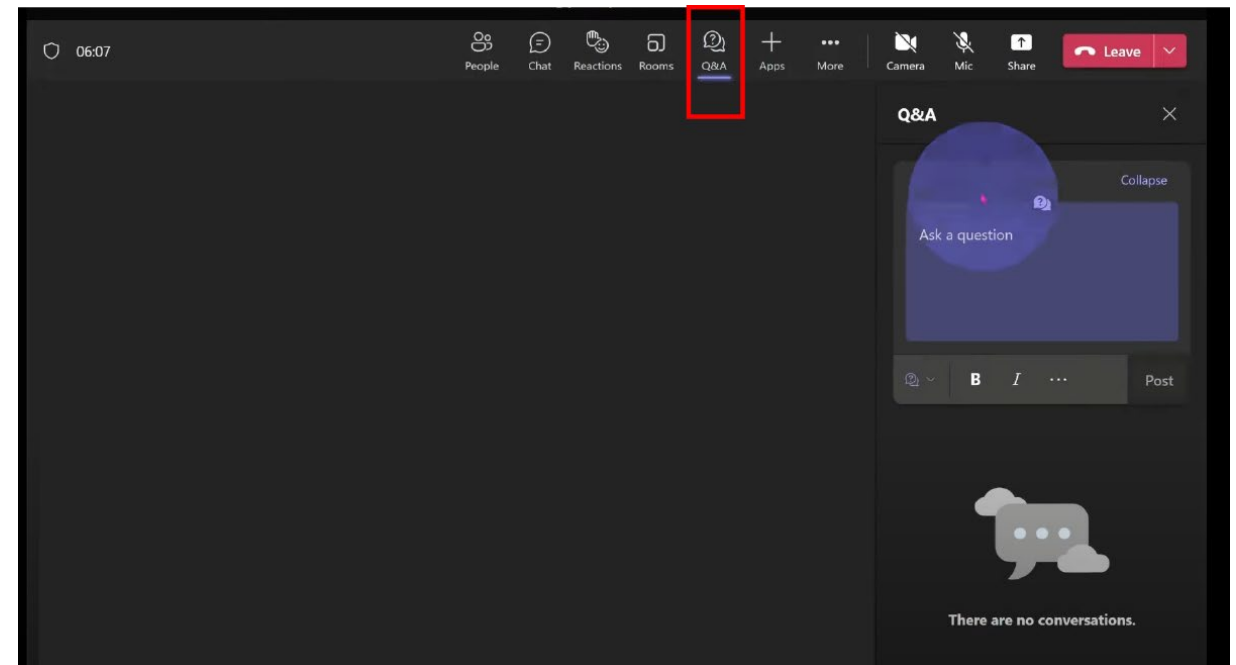 06:07
People Chat Reactions Rooms Q&A Apps More Camera Mic Share Leave
Q&A
Collapse
Ask a question
B I ... Post
There are no conversations.